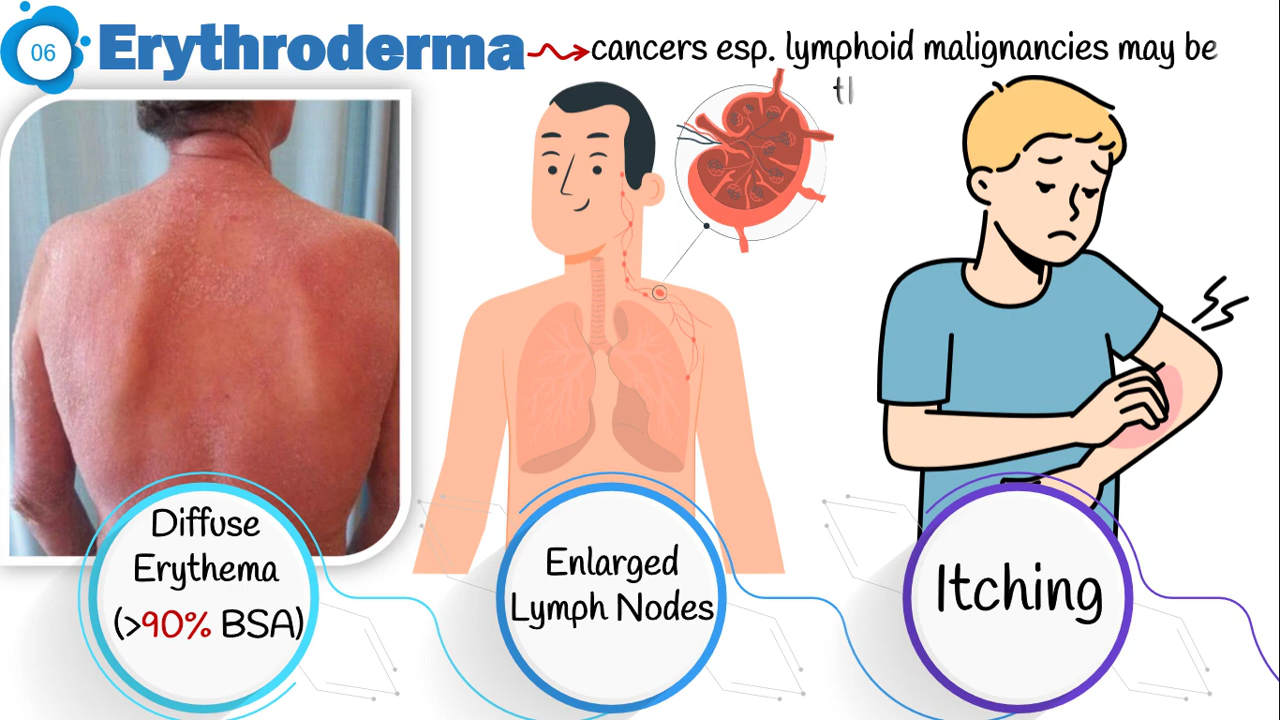 06
Erythroderma
cancers esp. lymphoid malignancies may be
Diffuse
Erythema
(>90% BSA)
Enlarged
Lymph Nodes
Itching